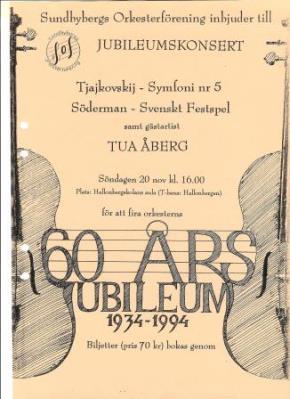 Sundbybergs Orkesterförening inbjuder till
SOF
JUBILEUMSKONSERT
Tjajkovskij - Symfoni nr 5
Söderman - Svenskt Festspel
samt gästartist
TUA ÅBERG
Söndagen 20 nov kl. 16.00
Plats: Hallonbergsskolans aula (T-bana: Hallonbergen)
för att fira orkesterns
60 ÅRS
JUBILEUM
1934-1994
Biljetter (pris 70 kr) bokas genom